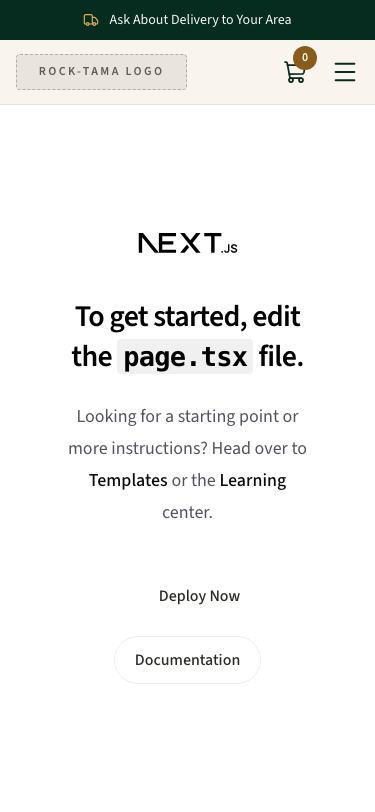 Ask About Delivery to Your Area
ROCK-TAMA LOGO
0
NEXT.JS
To get started, edit
the page.tsx file.
Looking for a starting point or
more instructions? Head over to
Templates or the Learning
center.
Deploy Now
Documentation